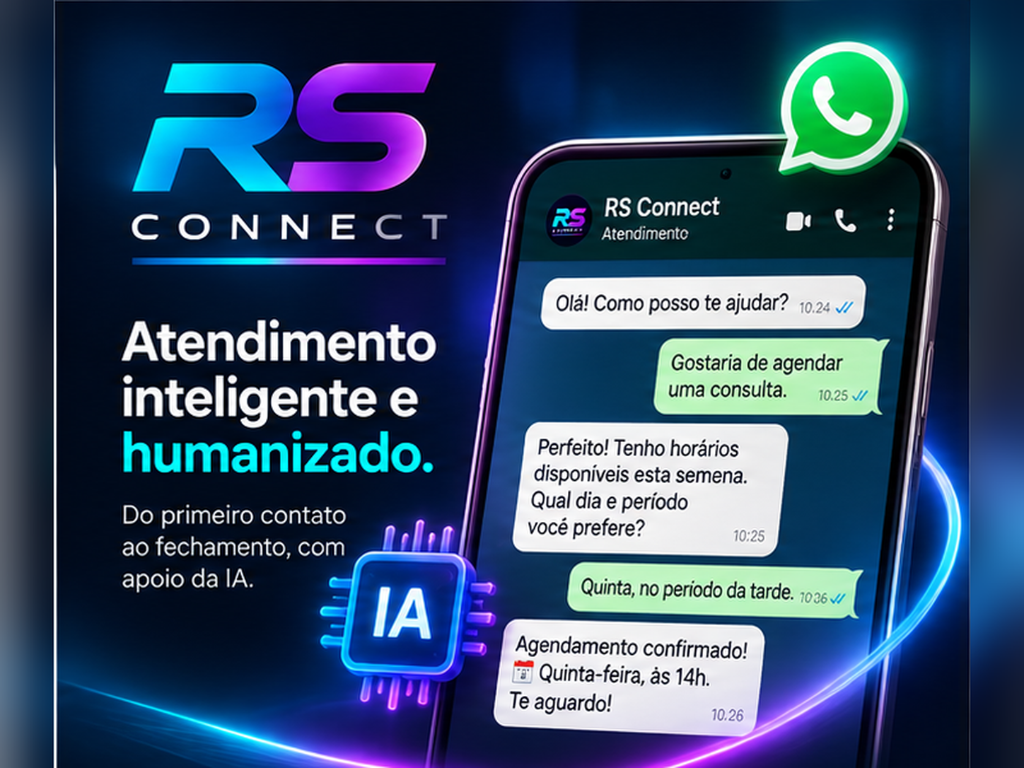 RS
CONNECT
Atendimento
inteligente e
humanizado.
Do primeiro contato
ao fechamento, com
apoio da IA.
IA
RS Connect
Atendimento
Olá! Como posso te ajudar? 10.24
Gostaria de agendar
uma consulta. 10.25
Perfeito! Tenho horários
disponíveis esta semana.
Qual dia e período
você prefere? 10:25
Quinta, no período da tarde. 10:36
Agendamento confirmado!
Quinta-feira, às 14h.
Te aguardo! 10.26